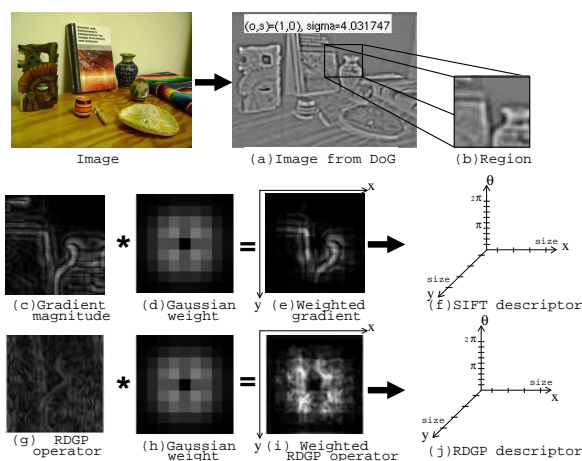 (o,s)=(1,0), sigma=4.031747
Image
(a)Image from DoG
(b)Region
x
y
(c)Gradient
magnitude
*
(d)Gaussian
weight
=
(e)Weighted
gradient
θ
2π
π
size
x
size
y
(f)SIFT descriptor
x
y
(g) RDGP
operator
*
(h)Gaussian
weight
=
(i) Weighted
RDGP operator
θ
2π
π
size
x
size
y
(j)RDGP descriptor